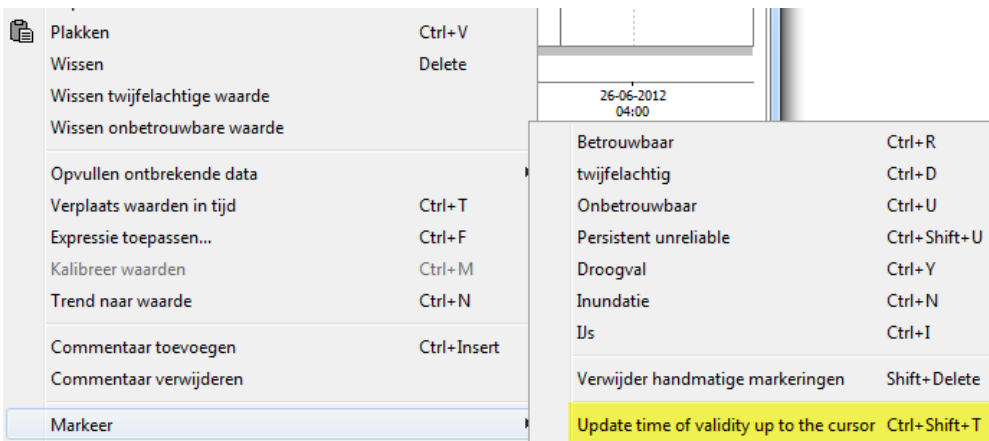 Plakken Ctrl+V
Wissen Delete
Wissen twijfelachtige waarde
Wissen onbetrouwbare waarde
Opvullen ontbrekende data
Verplaats waarden in tijd Ctrl+T
Expressie toepassen... Ctrl+F
Kalibreer waarden Ctrl+M
Trend naar waarde Ctrl+N
Commentaar toevoegen Ctrl+Insert
Commentaar verwijderen
Markeer
26-06-2012
04:00
Betrouwbaar Ctrl+R
twijfelachtig Ctrl+D
Onbetrouwbaar Ctrl+U
Persistent unreliable Ctrl+Shift+U
Droogval Ctrl+Y
Inundatie Ctrl+N
IJs Ctrl+I
Verwijder handmatige markeringen Shift+Delete
Update time of validity up to the cursor Ctrl+Shift+T